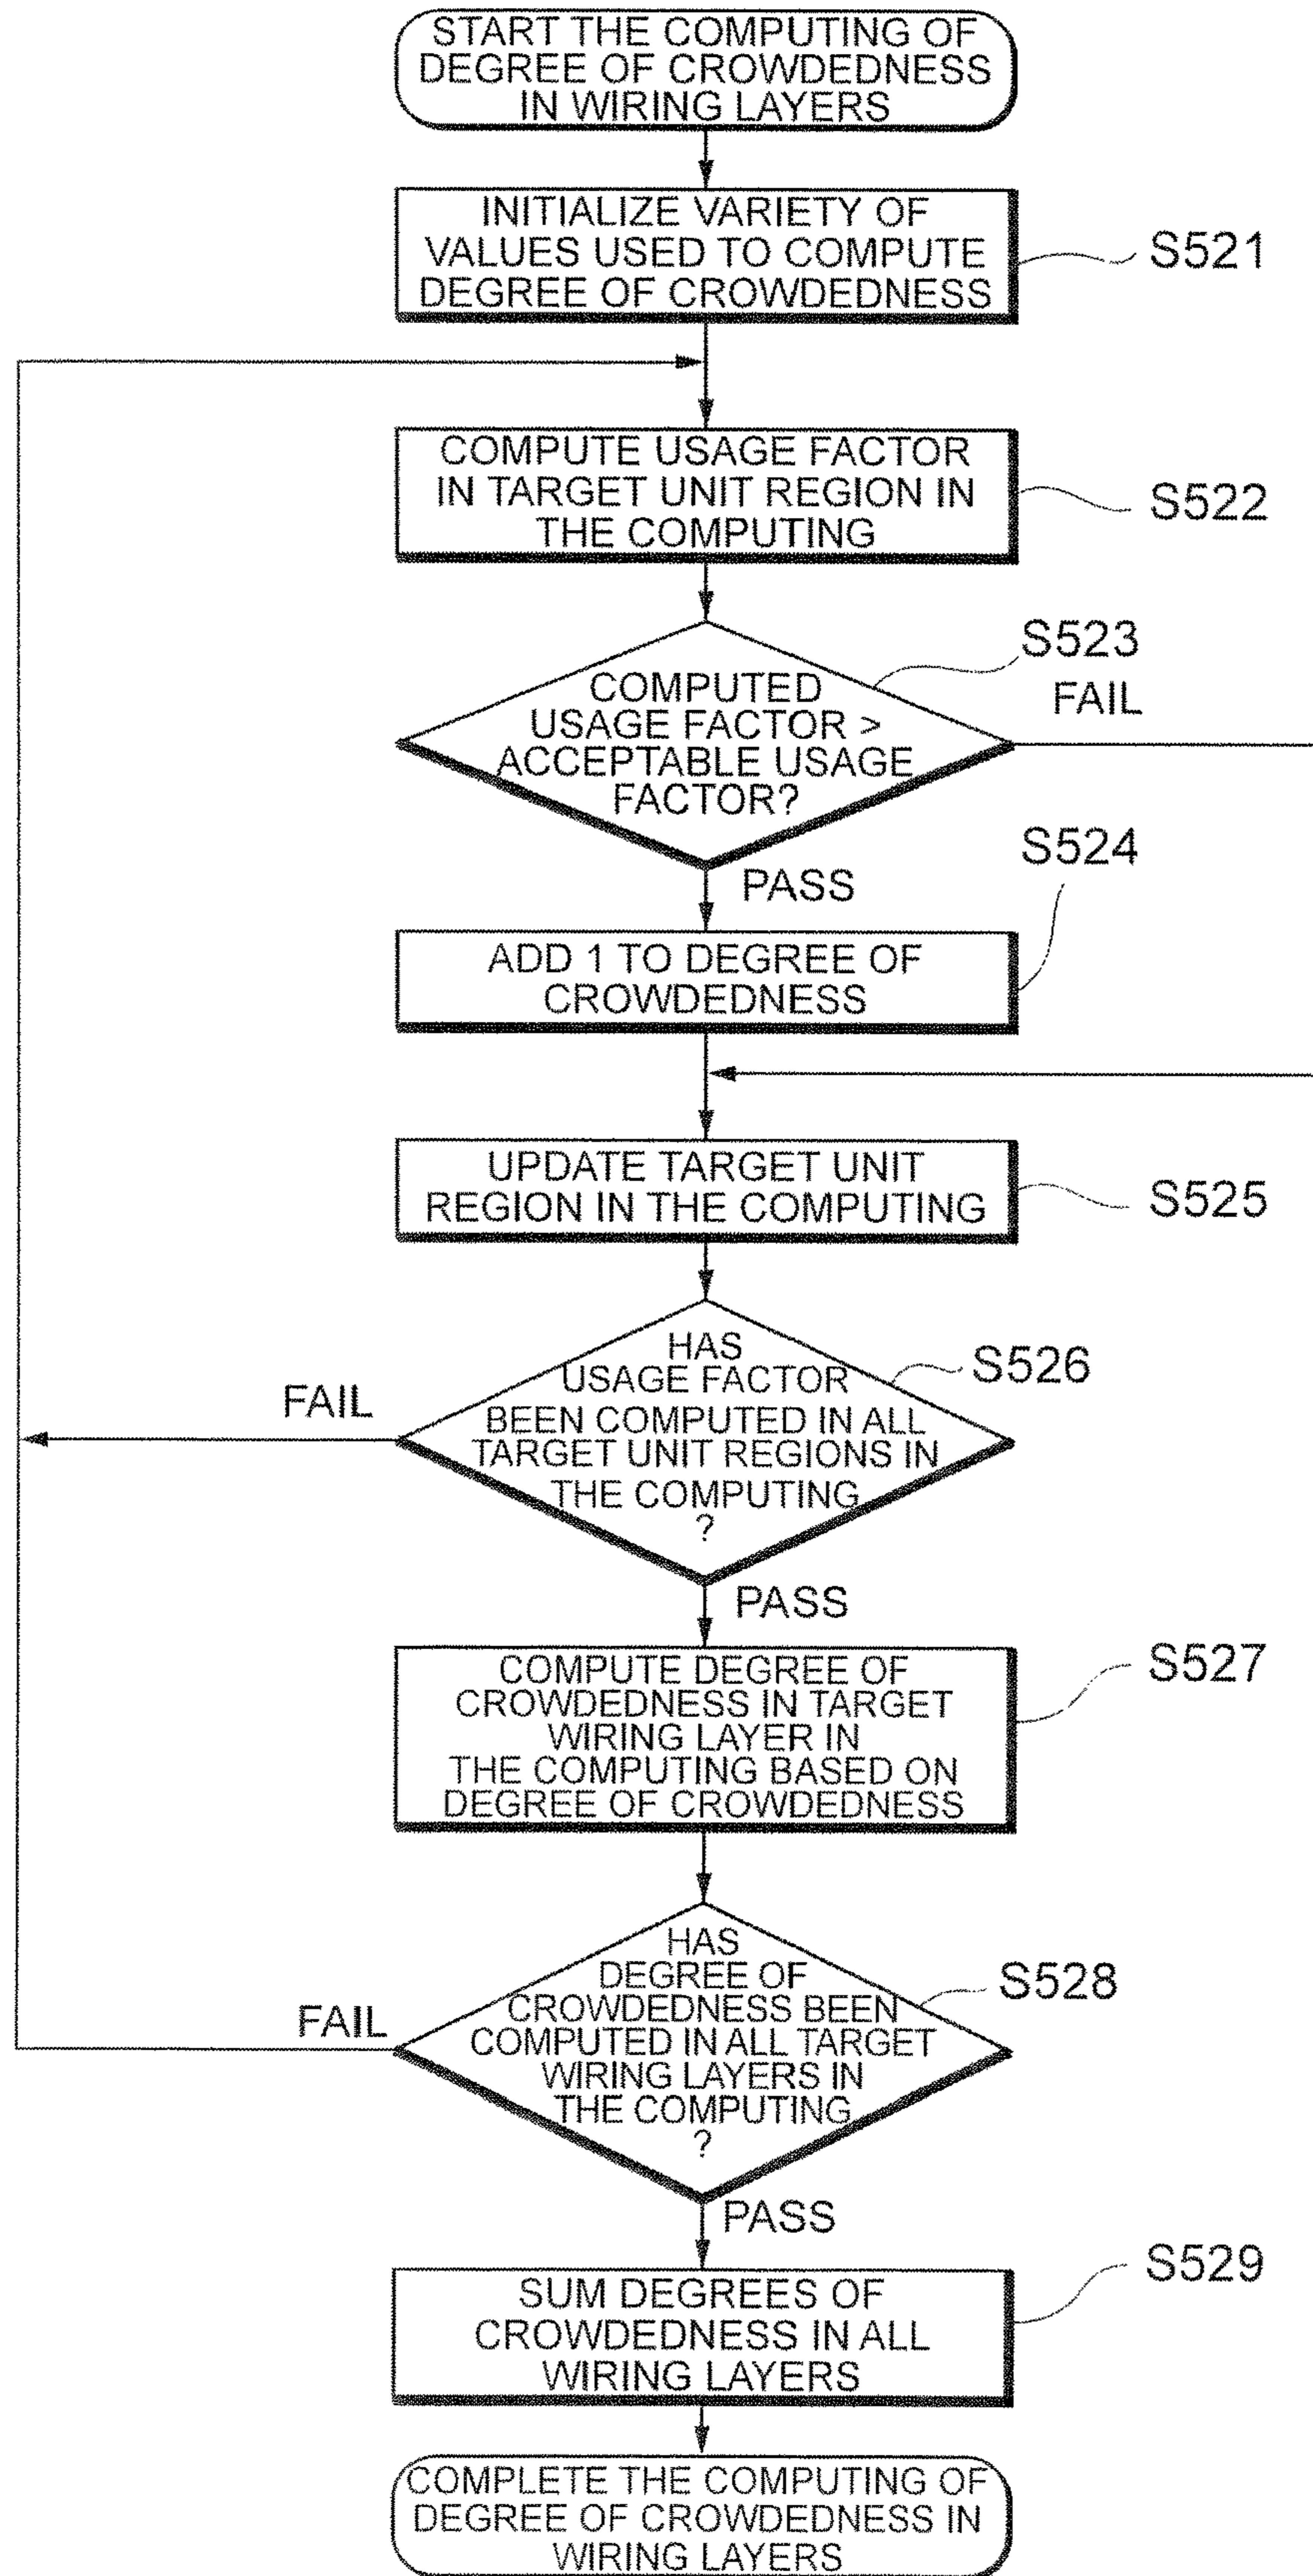 START THE COMPUTING OF
DEGREE OF CROWDEDNESS
IN WIRING LAYERS
INITIALIZE VARIETY OF
VALUES USED TO COMPUTE
DEGREE OF CROWDEDNESS
S521
COMPUTE USAGE FACTOR
IN TARGET UNIT REGION IN
THE COMPUTING
S522
S523
COMPUTED
USAGE FACTOR >
ACCEPTABLE USAGE
FACTOR?
FAIL
PASS
S524
ADD 1 TO DEGREE OF
CROWDEDNESS
UPDATE TARGET UNIT
REGION IN THE COMPUTING
S525
HAS
USAGE FACTOR
BEEN COMPUTED IN ALL
TARGET UNIT REGIONS IN
THE COMPUTING
?
S526
FAIL
PASS
COMPUTE DEGREE OF
CROWDEDNESS IN TARGET
WIRING LAYER IN
THE COMPUTING BASED ON
DEGREE OF CROWDEDNESS
S527
HAS
DEGREE OF
CROWDEDNESS BEEN
COMPUTED IN ALL TARGET
WIRING LAYERS IN
THE COMPUTING
?
S528
FAIL
PASS
SUM DEGREES OF
CROWDEDNESS IN ALL
WIRING LAYERS
S529
COMPLETE THE COMPUTING OF
DEGREE OF CROWDEDNESS IN
WIRING LAYERS